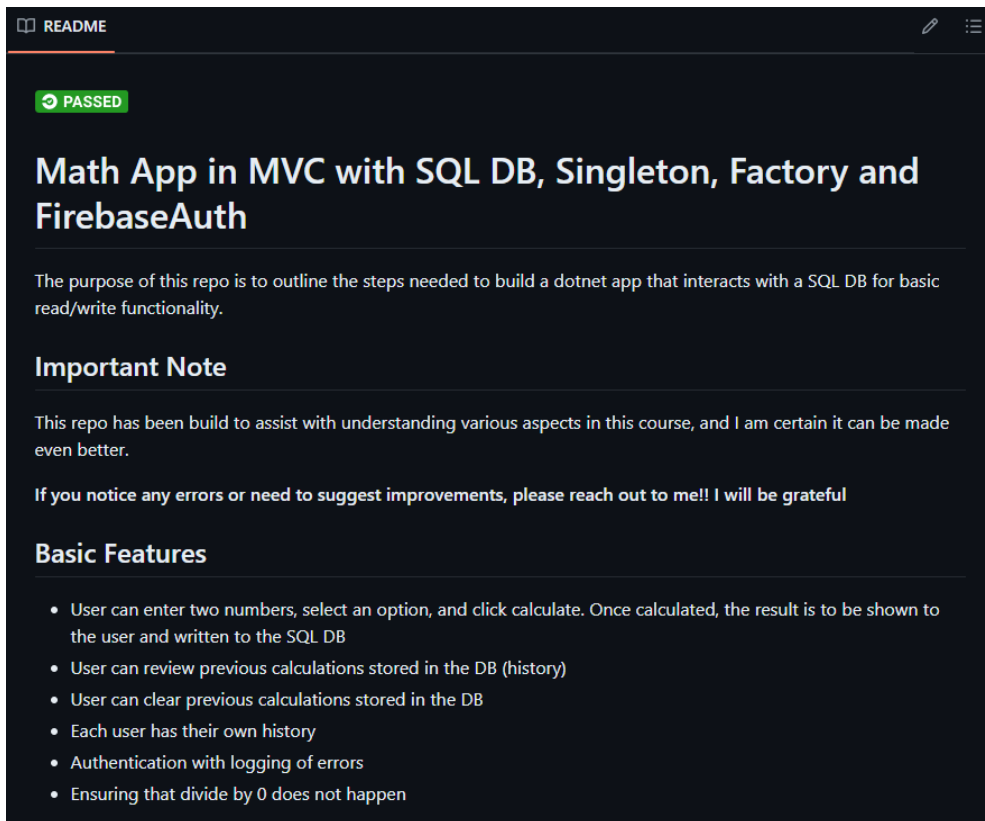 README
PASSED
Math App in MVC with SQL DB, Singleton, Factory and
FirebaseAuth
The purpose of this repo is to outline the steps needed to build a dotnet app that interacts with a SQL DB for basic
read/write functionality.
Important Note
This repo has been build to assist with understanding various aspects in this course, and I am certain it can be made
even better.
If you notice any errors or need to suggest improvements, please reach out to me!! I will be grateful
Basic Features
• User can enter two numbers, select an option, and click calculate. Once calculated, the result is to be shown to
the user and written to the SQL DB
• User can review previous calculations stored in the DB (history)
• User can clear previous calculations stored in the DB
• Each user has their own history
• Authentication with logging of errors
• Ensuring that divide by 0 does not happen